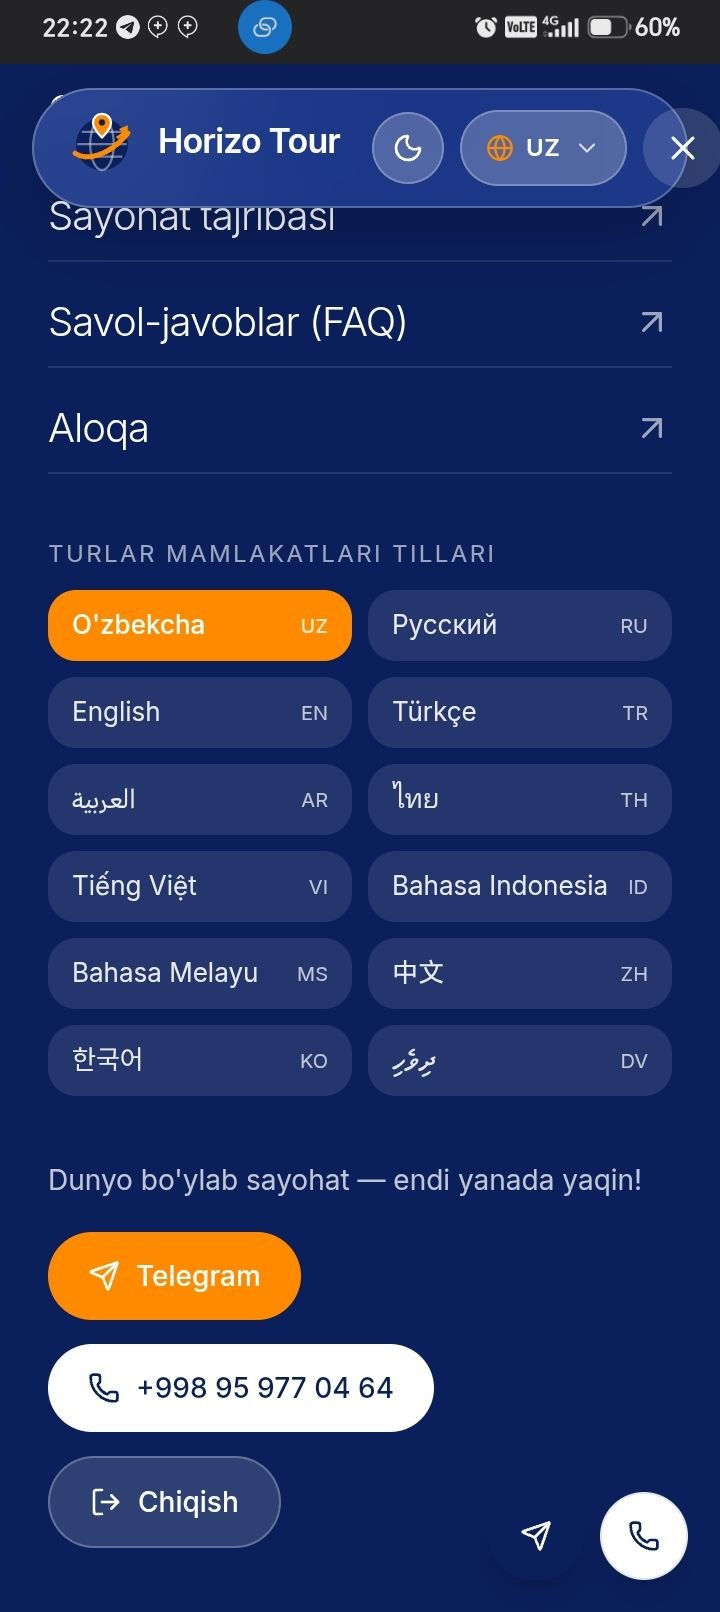 22:22 VoLTE 4G 60%
Horizo Tour UZ
Sayohat tajribasi
Savol-javoblar (FAQ)
Aloqa
TURLAR MAMLAKATLARI TILLARI
O'zbekcha UZ
Русский RU
English EN
Türkçe TR
العربية AR
ไทย TH
Tiếng Việt VI
Bahasa Indonesia ID
Bahasa Melayu MS
中文 ZH
한국어 KO
ދިވެހި DV
Dunyo bo'ylab sayohat — endi yanada yaqin!
Telegram
+998 95 977 04 64
Chiqish